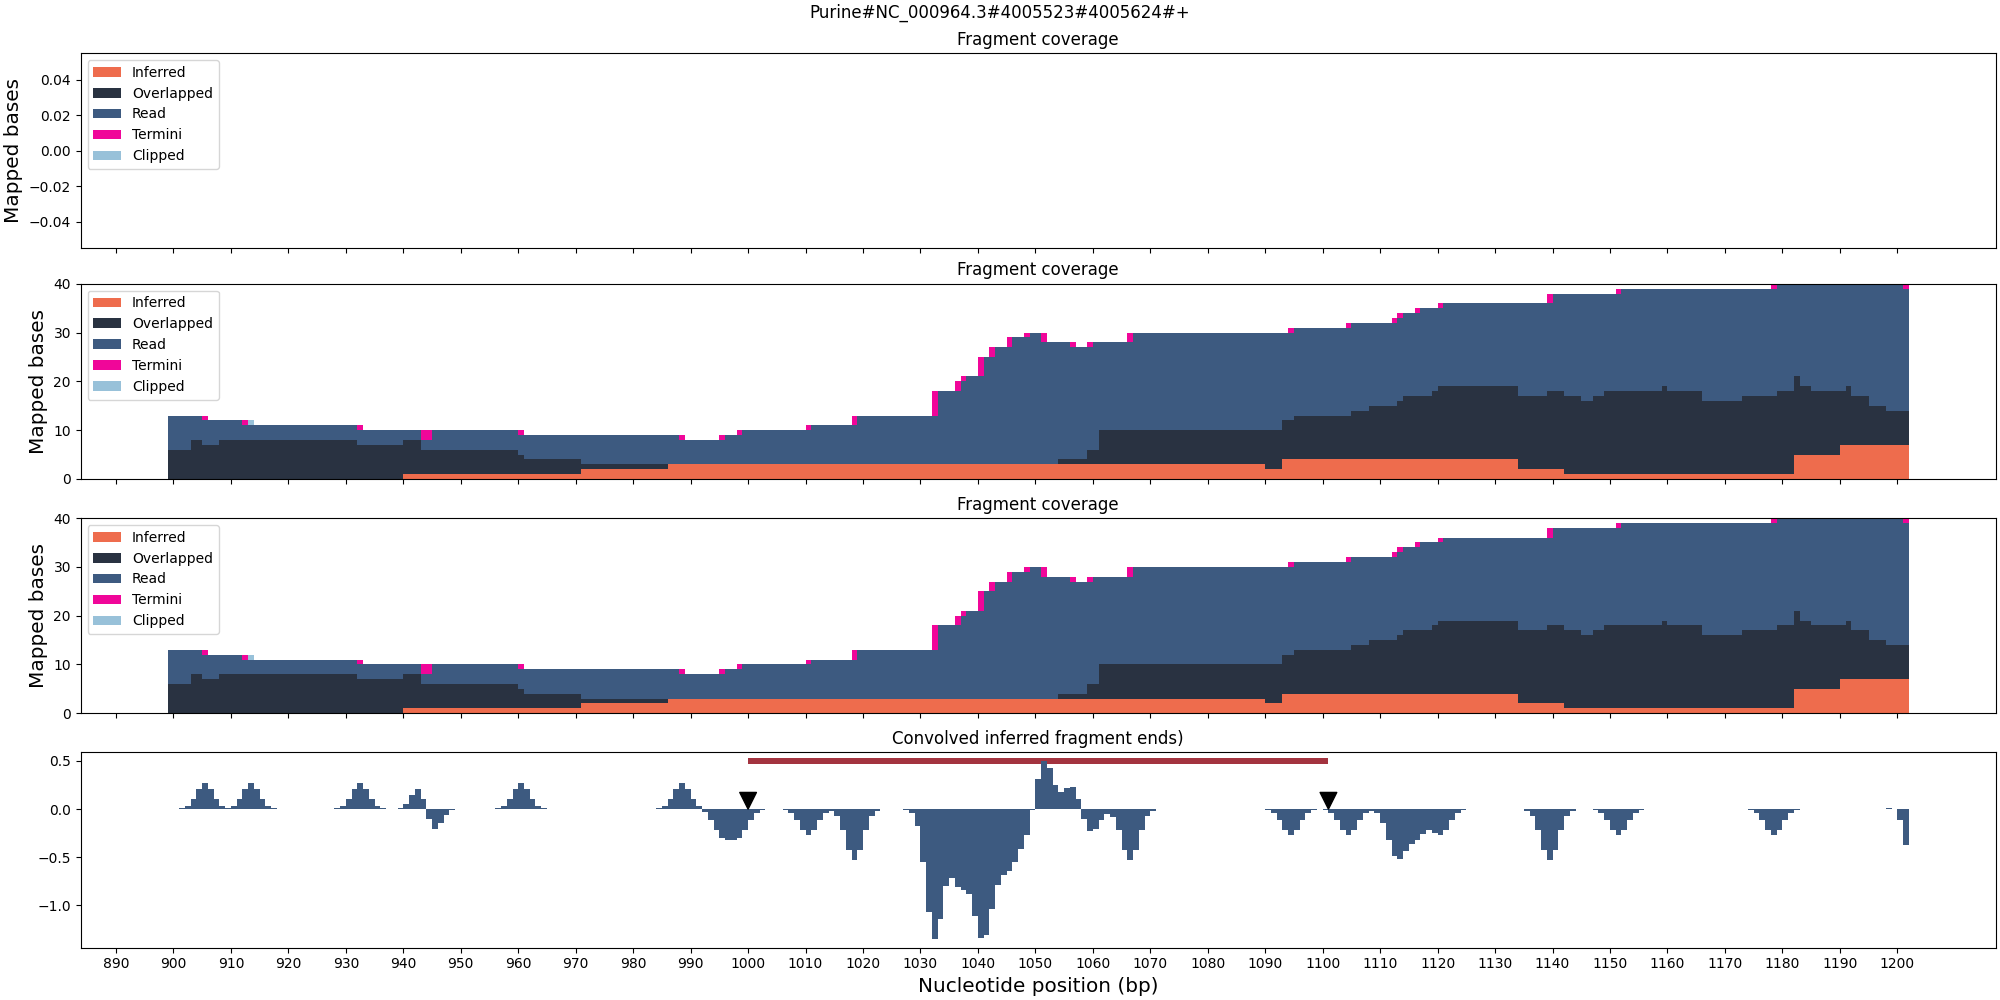 Purine#NC_000964.3#4005523#4005624#+
Fragment coverage
Mapped bases
0.04
0.02
0.00
−0.02
−0.04
Inferred
Overlapped
Read
Termini
Clipped
Fragment coverage
Mapped bases
40
30
20
10
0
Inferred
Overlapped
Read
Termini
Clipped
Fragment coverage
Mapped bases
40
30
20
10
0
Inferred
Overlapped
Read
Termini
Clipped
Convolved inferred fragment ends)
0.5
0.0
−0.5
−1.0
890 900 910 920 930 940 950 960 970 980 990 1000 1010 1020 1030 1040 1050 1060 1070 1080 1090 1100 1110 1120 1130 1140 1150 1160 1170 1180 1190 1200
Nucleotide position (bp)